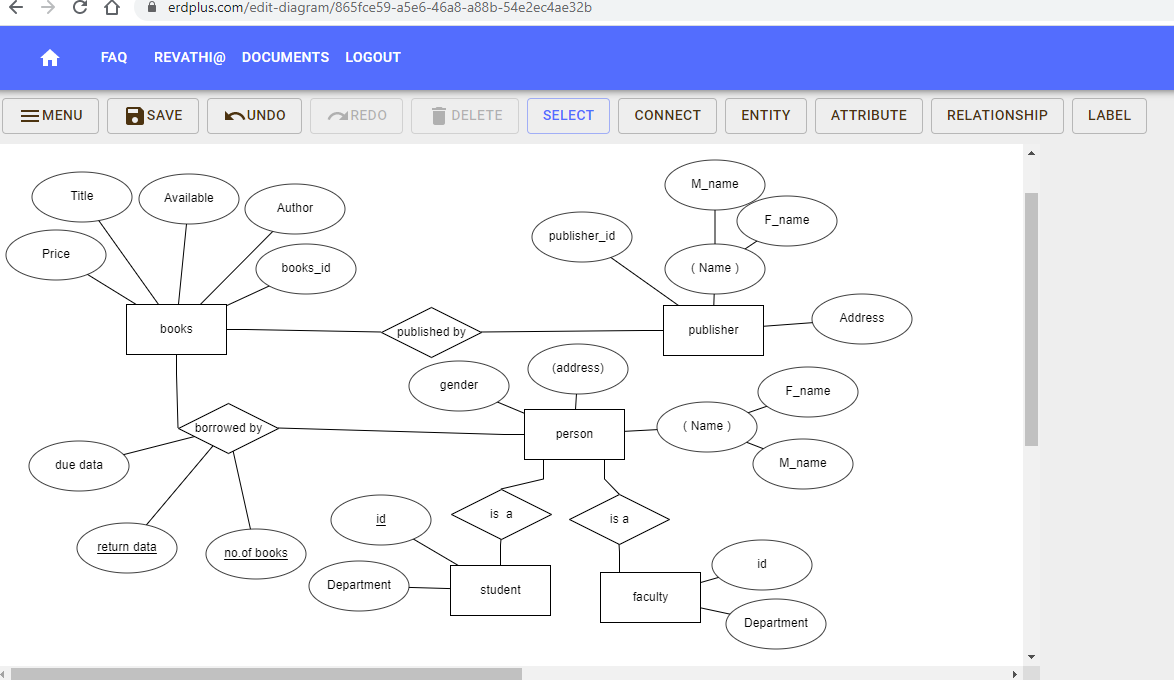 erdplus.com/edit-diagram/865fce59-a5e6-46a8-a88b-54e2ec4ae32b
FAQ REVATHI@ DOCUMENTS LOGOUT
MENU SAVE UNDO REDO DELETE SELECT CONNECT ENTITY ATTRIBUTE RELATIONSHIP LABEL
Title
Available
Author
Price
books_id
books
published by
publisher_id
M_name
F_name
( Name )
publisher
Address
gender
(address)
person
( Name )
F_name
M_name
borrowed by
due data
return data
no.of books
is a
is a
id
Department
student
faculty
id
Department